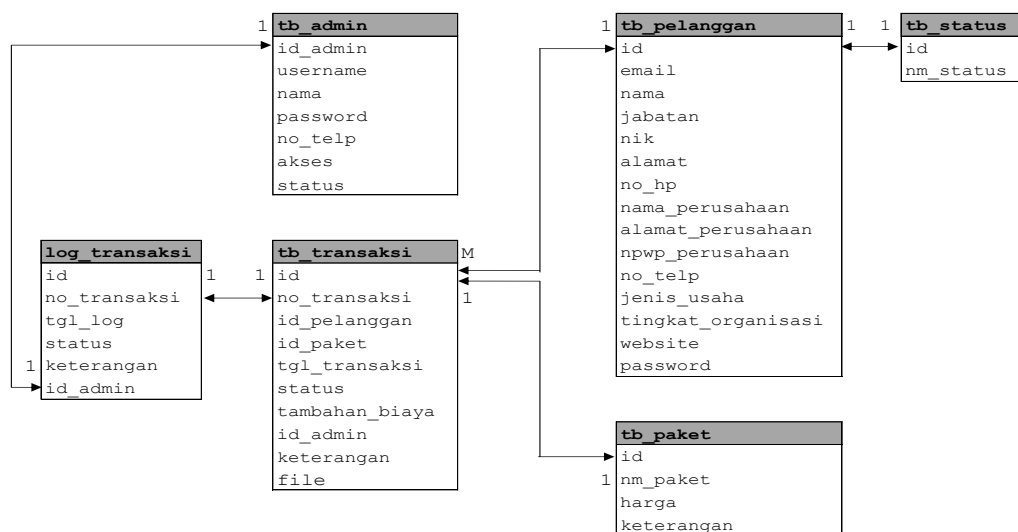 1
tb_admin
id_admin
username
nama
password
no_telp
akses
status
1
tb_pelanggan
1
id
email
nama
jabatan
nik
alamat
no_hp
nama_perusahaan
alamat_perusahaan
npwp_perusahaan
no_telp
jenis_usaha
tingkat_organisasi
website
password
1
tb_status
id
nm_status
log_transaksi
id
1
no_transaksi
tgl_log
status
1
keterangan
id_admin
tb_transaksi
M
1
id
no_transaksi
1
id_pelanggan
id_paket
tgl_transaksi
status
tambahan_biaya
id_admin
keterangan
file
tb_paket
id
1
nm_paket
harga
keterangan